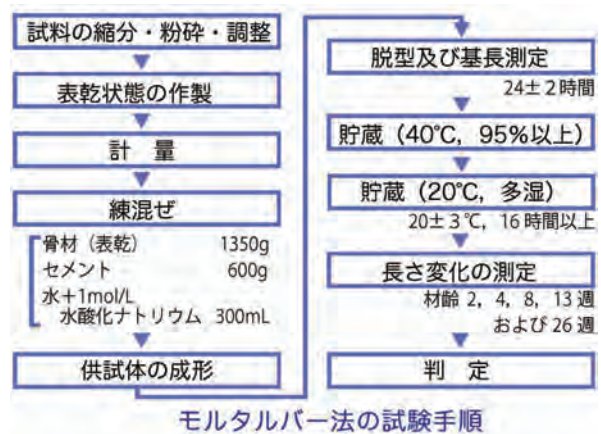 試料の縮分・粉砕・調整
表乾状態の作製
計 量
練混ぜ
骨材（表乾） 1350g
セメント 600g
水＋1mol/L
水酸化ナトリウム 300mL
供試体の成形
脱型及び基長測定
24±2時間
貯蔵（40℃，95%以上）
貯蔵（20℃，多湿）
20±3℃，16時間以上
長さ変化の測定
材齢 2，4，8，13週
および 26週
判 定
モルタルバー法の試験手順